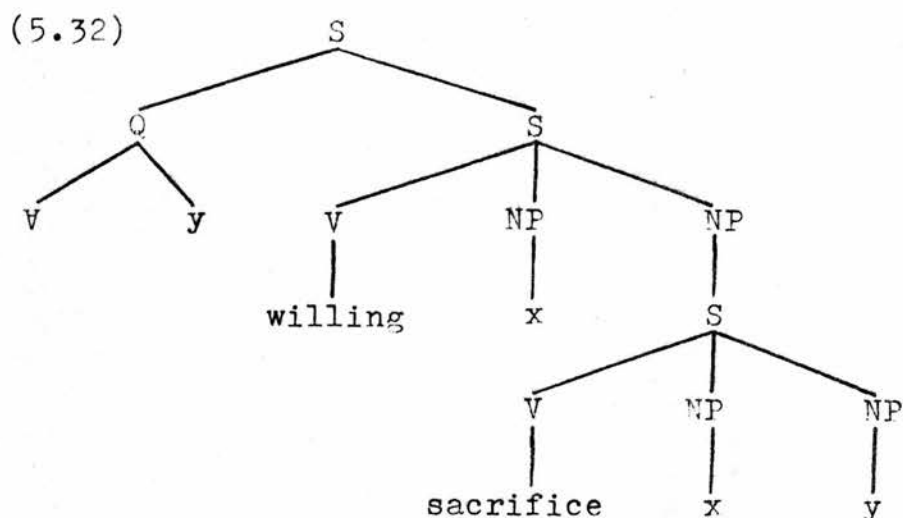 (5.32)
S
Q S
∀ y V NP NP
willing x S
V NP NP
sacrifice x y